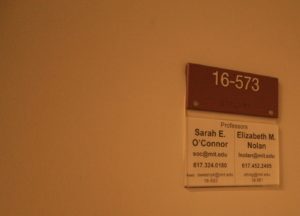 16-573
Professors
Sarah E.
O'Connor
soc@mit.edu
617.324.0180
Elizabeth M.
Nolan
lnolan@mit.edu
617.452.2495